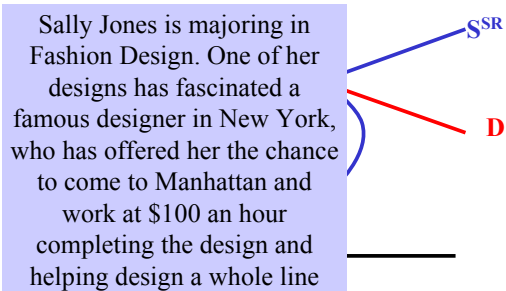 Sally Jones is majoring in
Fashion Design. One of her
designs has fascinated a
famous designer in New York,
who has offered her the chance
to come to Manhattan and
work at $100 an hour
completing the design and
helping design a whole line
S^SR
D